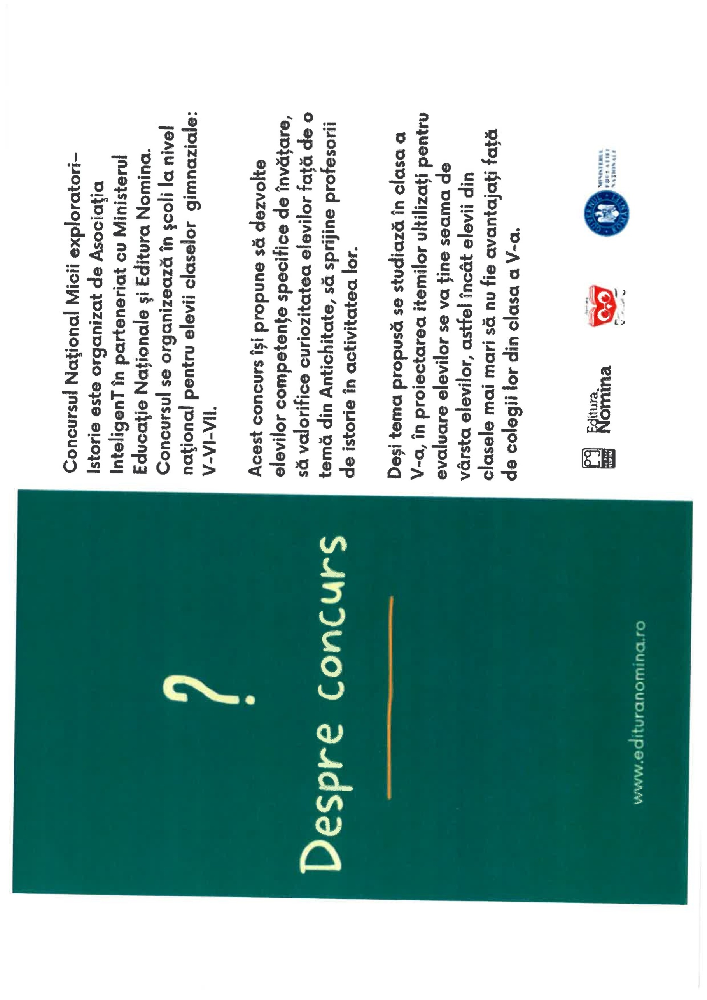 ?
Despre concurs
www.edituranomina.ro
Concursul Naţional Micii exploratori-
Istorie este organizat de Asociaţia
InteligenT în parteneriat cu Ministerul
Educaţie Naţionale şi Editura Nomina.
Concursul se organizează în şcoli la nivel
naţional pentru elevii claselor gimnaziale:
V-VI-VII.
Acest concurs își propune să dezvolte
elevilor competențe specifice de învățare,
să valorifice curiozitatea elevilor față de o
temă din Antichitate, să sprijine profesorii
de istorie în activitatea lor.
Deși tema propusă se studiază în clasa a
V-a, în proiectarea itemilor ultilizați pentru
evaluare elevilor se va ține seama de
vârsta elevilor, astfel încât elevii din
clasele mai mari să nu fie avantajați față
de colegii lor din clasa a V-a.
Editura
Nomina
GUVERNUL ROMÂNIEI
MINISTERUL
EDUCAȚIEI
NAȚIONALE